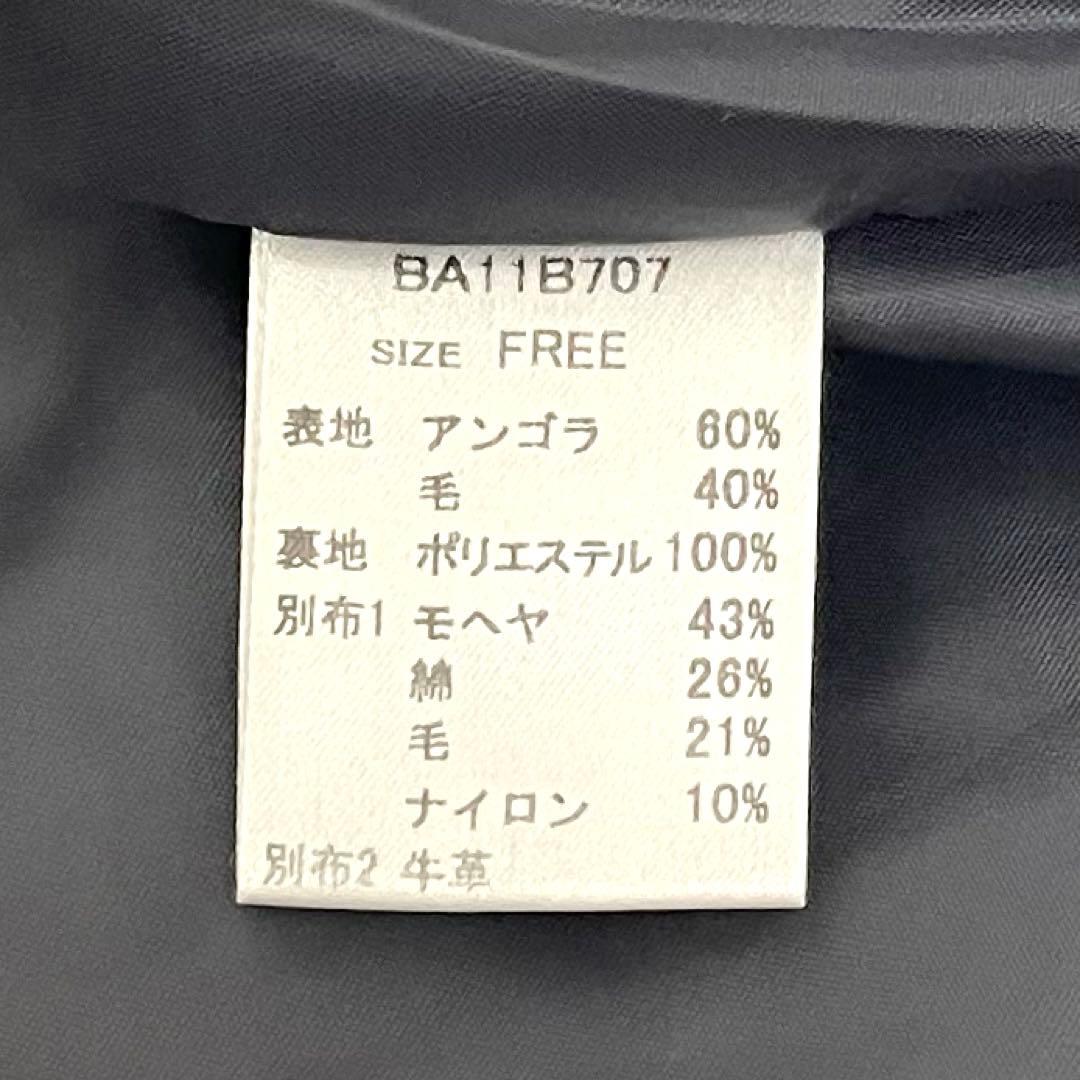 BA11B707
SIZE FREE
表地 アンゴラ 60%
毛 40%
裏地 ポリエステル 100%
別布1 モヘヤ 43%
綿 26%
毛 21%
ナイロン 10%
別布2 牛革